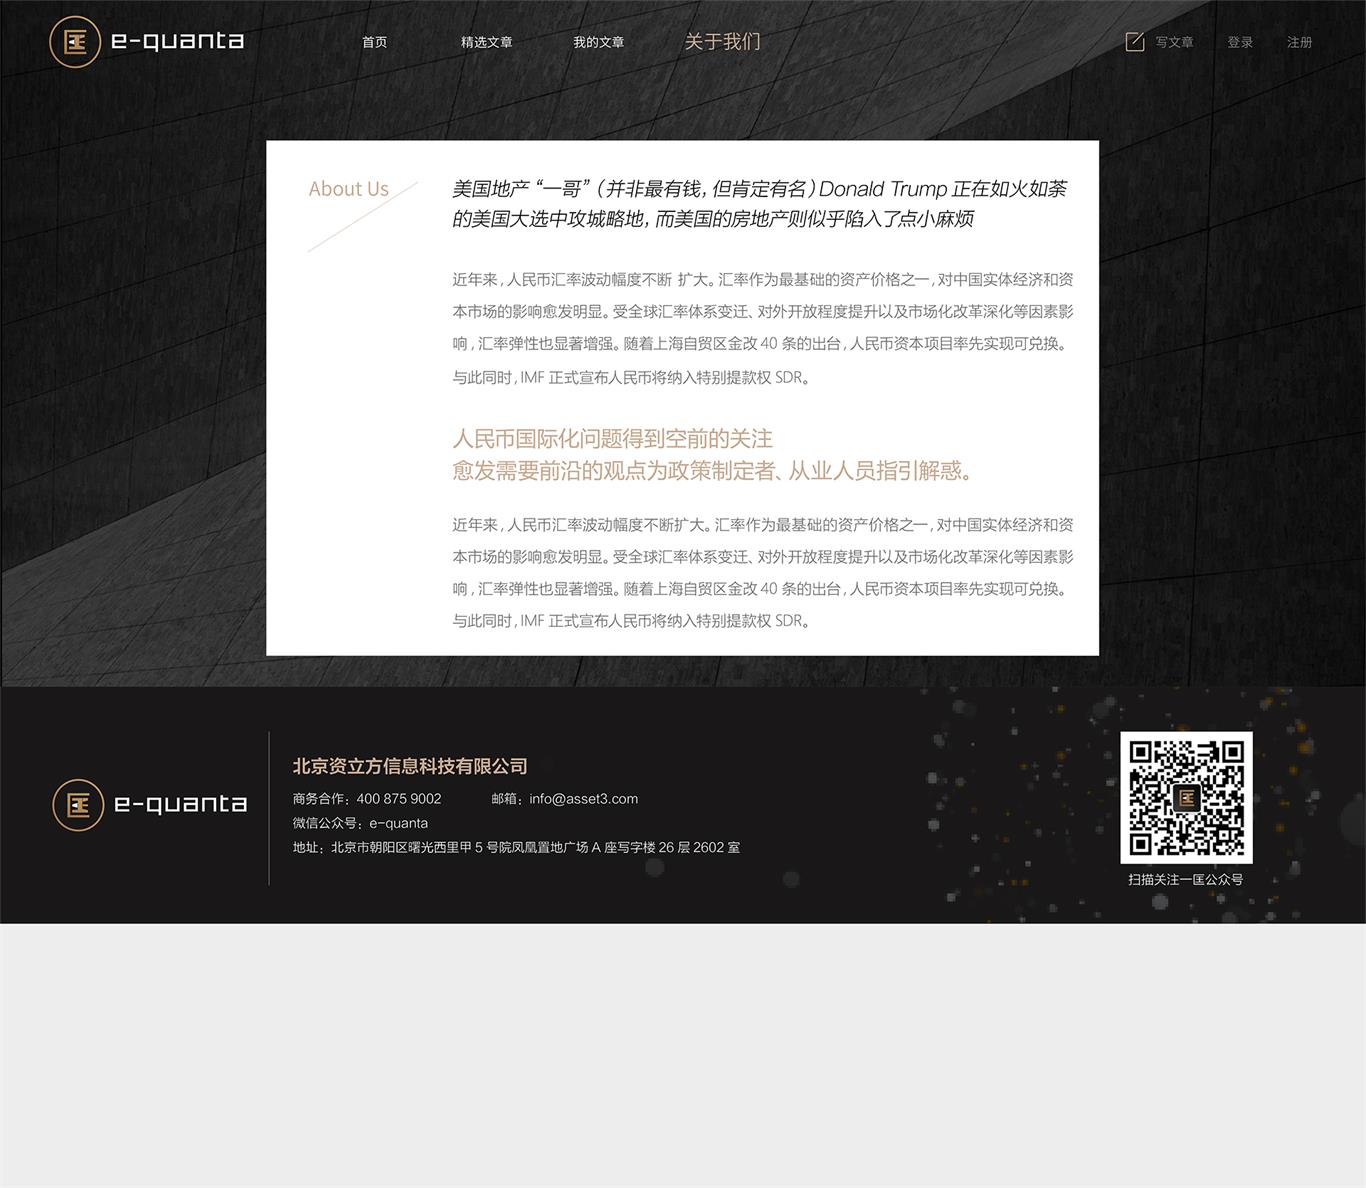 匡 e-quanta
首页 精选文章 我的文章 关于我们
写文章 登录 注册
About Us
美国地产 “一哥”（并非最有钱，但肯定有名）Donald Trump 正在如火如荼
的美国大选中攻城略地，而美国的房地产则似乎陷入了点小麻烦
近年来，人民币汇率波动幅度不断 扩大。汇率作为最基础的资产价格之一，对中国实体经济和资
本市场的影响愈发明显。受全球汇率体系变迁、对外开放程度提升以及市场化改革深化等因素影
响，汇率弹性也显著增强。随着上海自贸区金改 40 条的出台，人民币资本项目率先实现可兑换。
与此同时，IMF 正式宣布人民币将纳入特别提款权 SDR。
人民币国际化问题得到空前的关注
愈发需要前沿的观点为政策制定者、从业人员指引解惑。
近年来，人民币汇率波动幅度不断扩大。汇率作为最基础的资产价格之一，对中国实体经济和资
本市场的影响愈发明显。受全球汇率体系变迁、对外开放程度提升以及市场化改革深化等因素影
响，汇率弹性也显著增强。随着上海自贸区金改 40 条的出台，人民币资本项目率先实现可兑换。
与此同时，IMF 正式宣布人民币将纳入特别提款权 SDR。
匡 e-quanta
北京资立方信息科技有限公司
商务合作：400 875 9002 邮箱：info@asset3.com
微信公众号：e-quanta
地址：北京市朝阳区曙光西里甲 5 号院凤凰置地广场 A 座写字楼 26 层 2602 室
匡
扫描关注一匡公众号